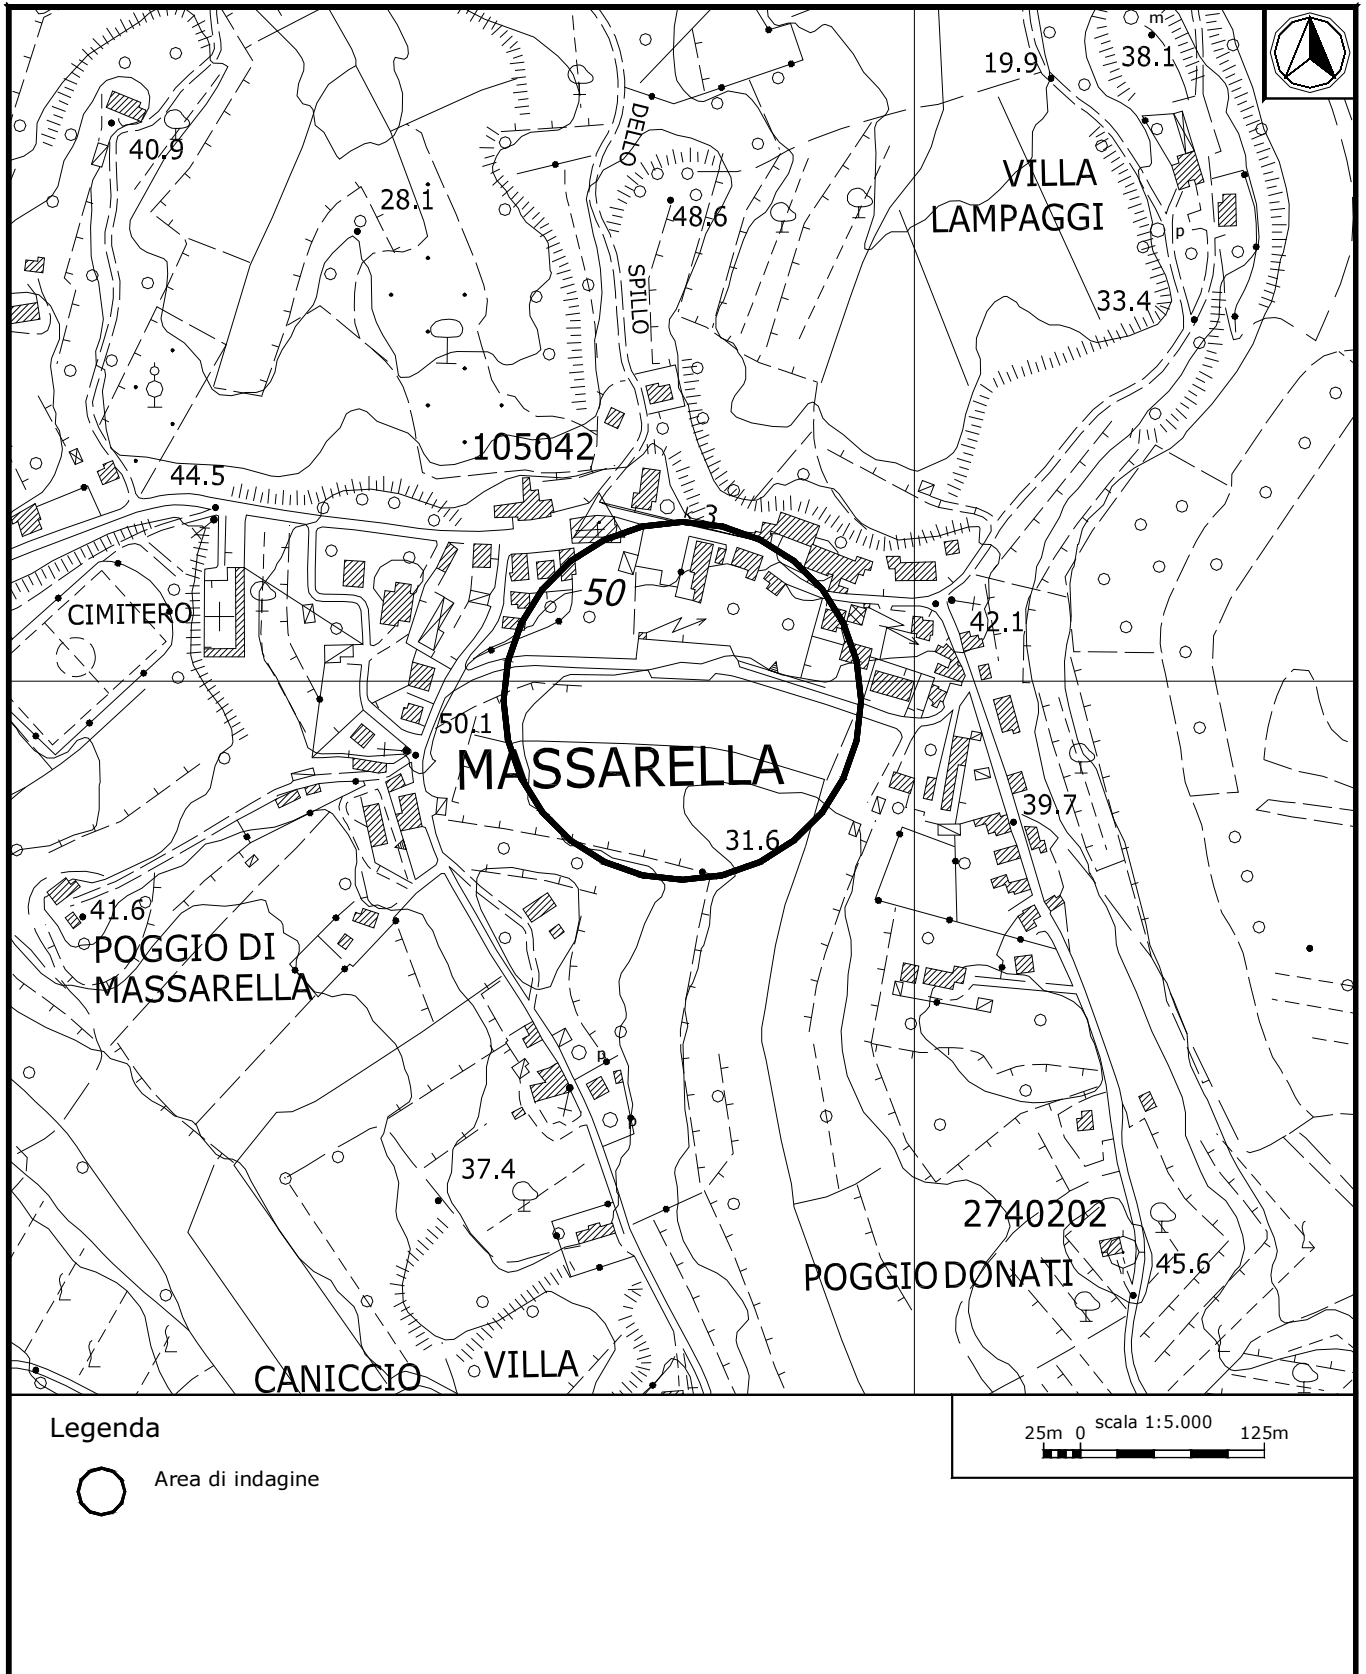 m
19.9
38.1
DELLO
40.9
VILLA
LAMPAGGI
28.1
48.6
p
SPILLO
33.4
105042
44.5
3
50
CIMITERO
42.1
50.1
MASSARELLA
39.7
31.6
41.6
POGGIO DI
MASSARELLA
p
p
37.4
2740202
POGGIO DONATI
45.6
CANICCIO
VILLA
Legenda
Area di indagine
scala 1:5.000
25m 0 125m